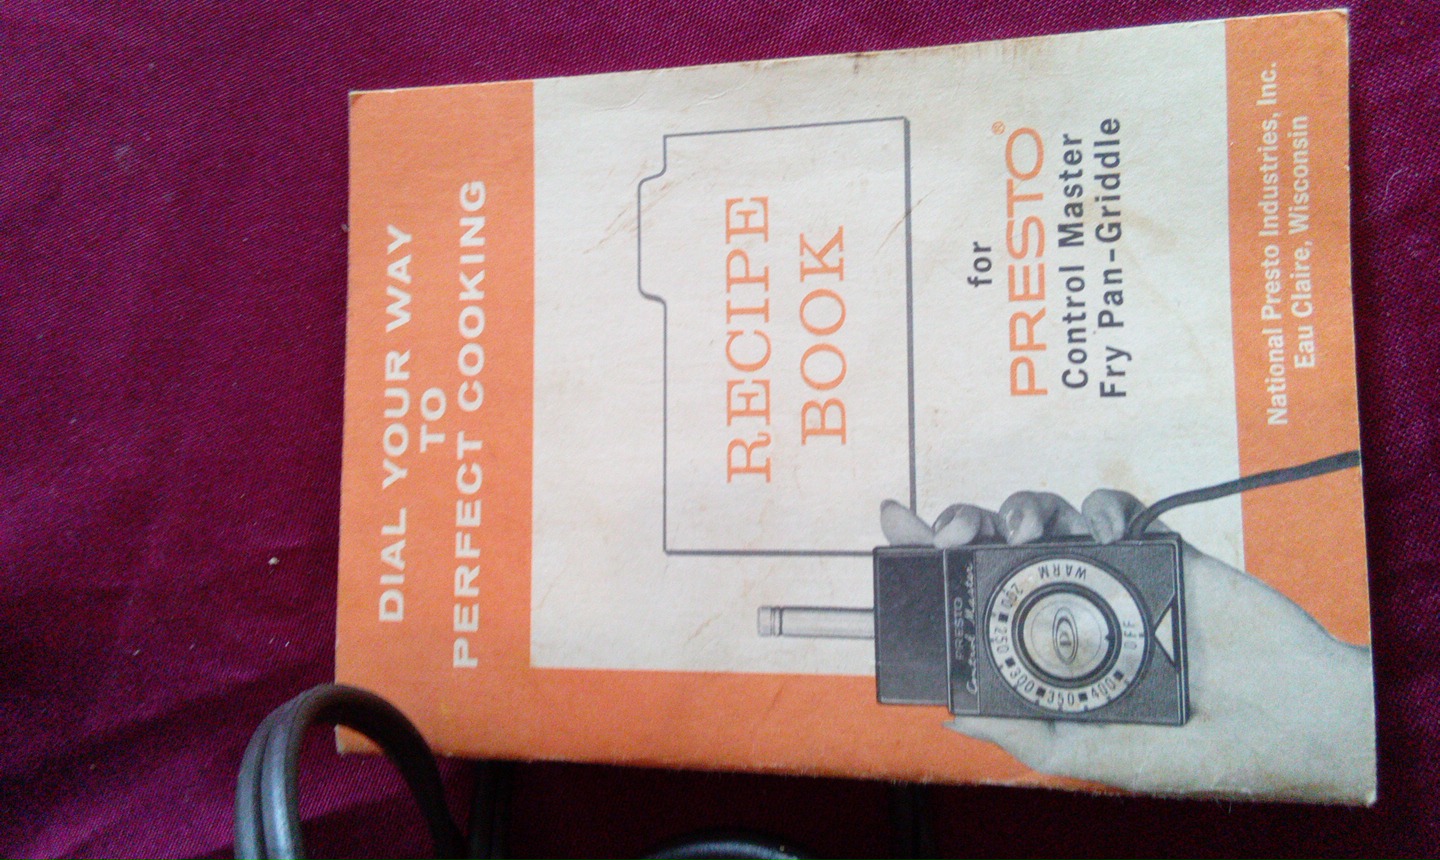 DIAL YOUR WAY
TO
PERFECT COOKING
RECIPE
BOOK
for
PRESTO®
Control Master
Fry Pan-Griddle
PRESTO
Control Master
WARM
200
250
300
350
400
OFF
National Presto Industries, Inc.
Eau Claire, Wisconsin